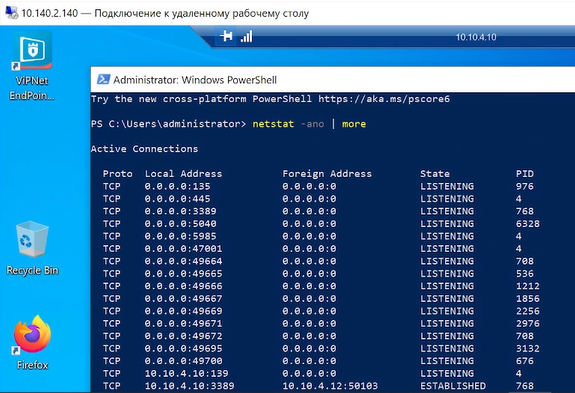 10.140.2.140 — Подключение к удаленному рабочему столу
10.10.4.10
ViPNet
EndPoin...
Recycle Bin
Firefox
Administrator: Windows PowerShell
Try the new cross-platform PowerShell https://aka.ms/pscore6
PS C:\Users\administrator> netstat -ano | more
Active Connections
Proto Local Address Foreign Address State PID
TCP 0.0.0.0:135 0.0.0.0:0 LISTENING 976
TCP 0.0.0.0:445 0.0.0.0:0 LISTENING 4
TCP 0.0.0.0:3389 0.0.0.0:0 LISTENING 768
TCP 0.0.0.0:5040 0.0.0.0:0 LISTENING 6328
TCP 0.0.0.0:5985 0.0.0.0:0 LISTENING 4
TCP 0.0.0.0:47001 0.0.0.0:0 LISTENING 4
TCP 0.0.0.0:49664 0.0.0.0:0 LISTENING 708
TCP 0.0.0.0:49665 0.0.0.0:0 LISTENING 536
TCP 0.0.0.0:49666 0.0.0.0:0 LISTENING 1212
TCP 0.0.0.0:49667 0.0.0.0:0 LISTENING 1856
TCP 0.0.0.0:49669 0.0.0.0:0 LISTENING 2256
TCP 0.0.0.0:49671 0.0.0.0:0 LISTENING 2976
TCP 0.0.0.0:49672 0.0.0.0:0 LISTENING 708
TCP 0.0.0.0:49695 0.0.0.0:0 LISTENING 3132
TCP 0.0.0.0:49700 0.0.0.0:0 LISTENING 676
TCP 10.10.4.10:139 0.0.0.0:0 LISTENING 4
TCP 10.10.4.10:3389 10.10.4.12:50103 ESTABLISHED 768